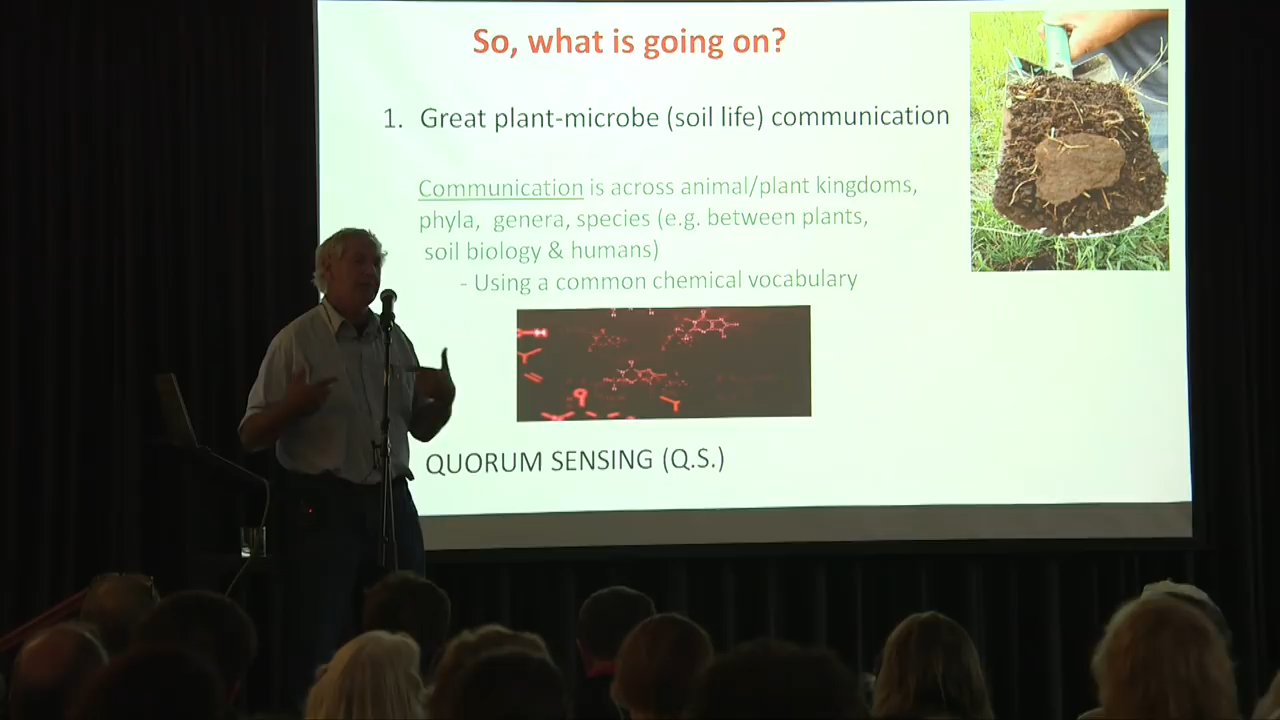 So, what is going on?
1. Great plant-microbe (soil life) communication
Communication is across animal/plant kingdoms,
phyla, genera, species (e.g. between plants,
soil biology & humans)
- Using a common chemical vocabulary
QUORUM SENSING (Q.S.)